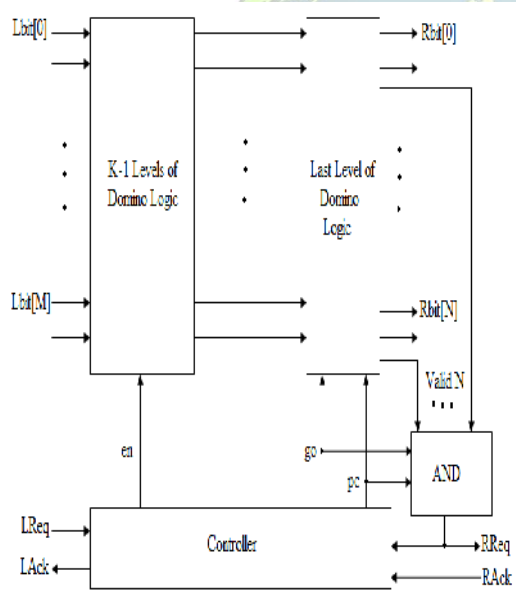 Lbit[0]
Rbit[0]
K-1 Levels of
Domino Logic
Last Level of
Domino
Logic
Lbit[M]
Rbit[N]
Valid N
en
go
pc
AND
LReq
Controller
RReq
LAck
RAck